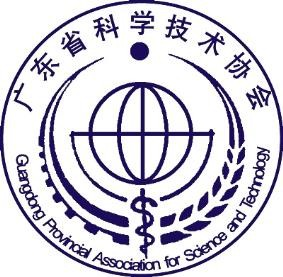 广东省科学技术协会
Guangdong Provincial Association for Science and Technology